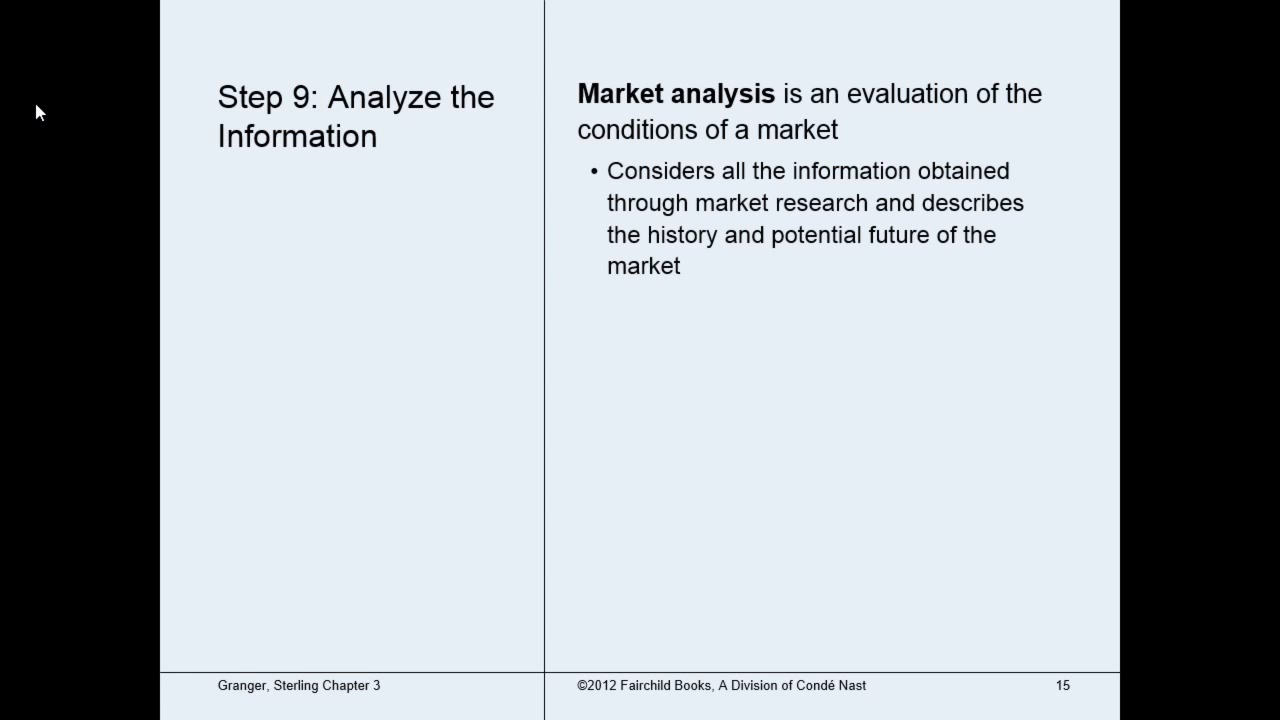 Step 9: Analyze the
Information
Market analysis is an evaluation of the
conditions of a market
• Considers all the information obtained
through market research and describes
the history and potential future of the
market
Granger, Sterling Chapter 3
©2012 Fairchild Books, A Division of Condé Nast
15